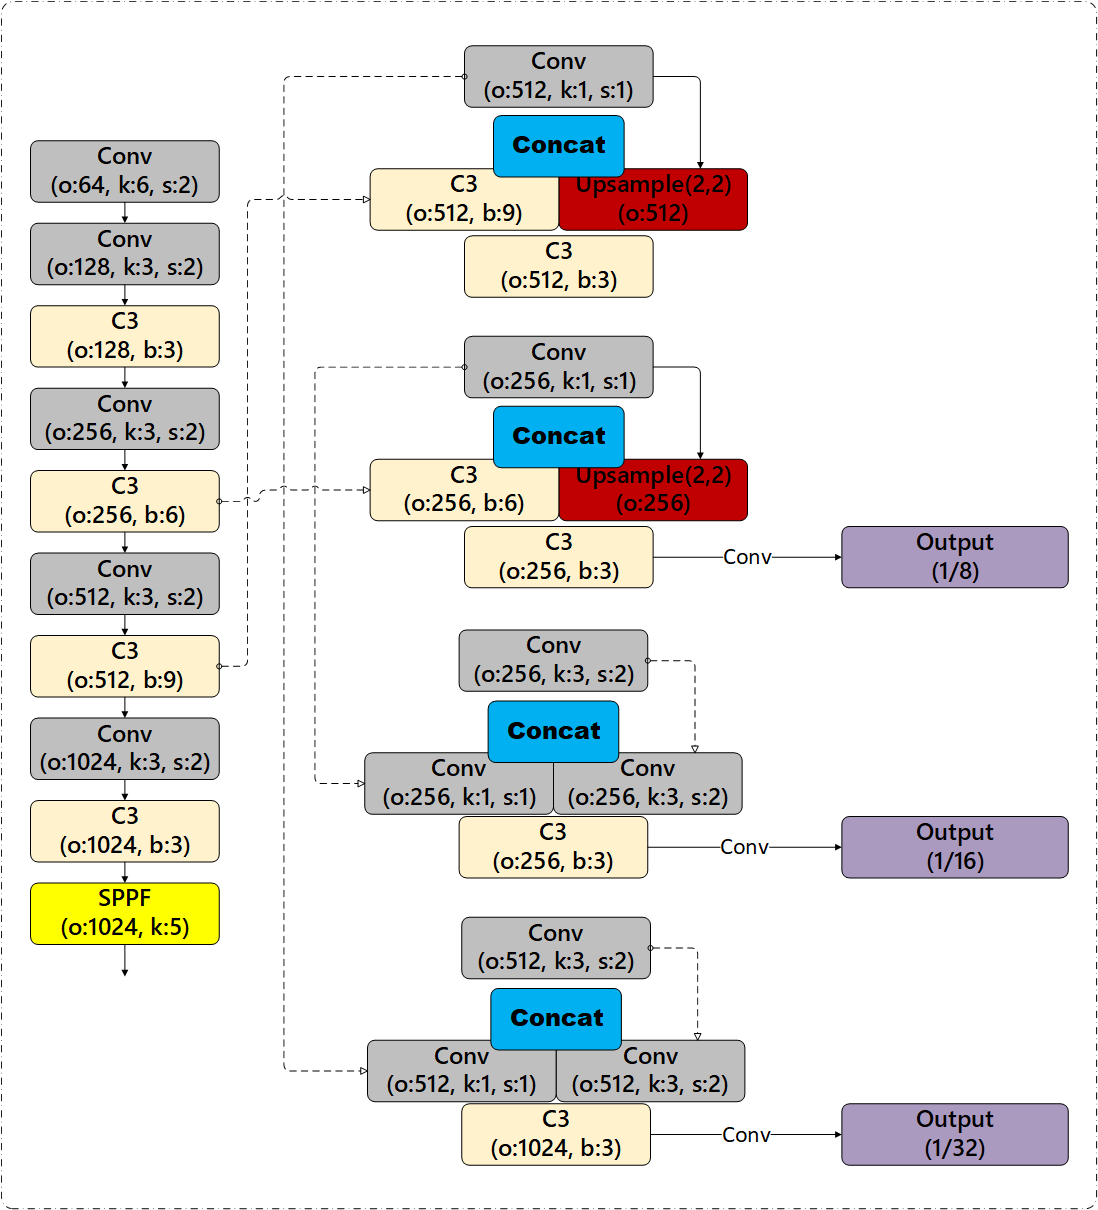 Conv
(o:64, k:6, s:2)
Conv
(o:128, k:3, s:2)
C3
(o:128, b:3)
Conv
(o:256, k:3, s:2)
C3
(o:256, b:6)
Conv
(o:512, k:3, s:2)
C3
(o:512, b:9)
Conv
(o:1024, k:3, s:2)
C3
(o:1024, b:3)
SPPF
(o:1024, k:5)
Conv
(o:512, k:1, s:1)
Concat
C3
(o:512, b:9)
Upsample(2,2)
(o:512)
C3
(o:512, b:3)
Conv
(o:256, k:1, s:1)
Concat
C3
(o:256, b:6)
Upsample(2,2)
(o:256)
C3
(o:256, b:3)
Conv
Output
(1/8)
Conv
(o:256, k:3, s:2)
Concat
Conv
(o:256, k:1, s:1)
Conv
(o:256, k:3, s:2)
C3
(o:256, b:3)
Conv
Output
(1/16)
Conv
(o:512, k:3, s:2)
Concat
Conv
(o:512, k:1, s:1)
Conv
(o:512, k:3, s:2)
C3
(o:1024, b:3)
Conv
Output
(1/32)